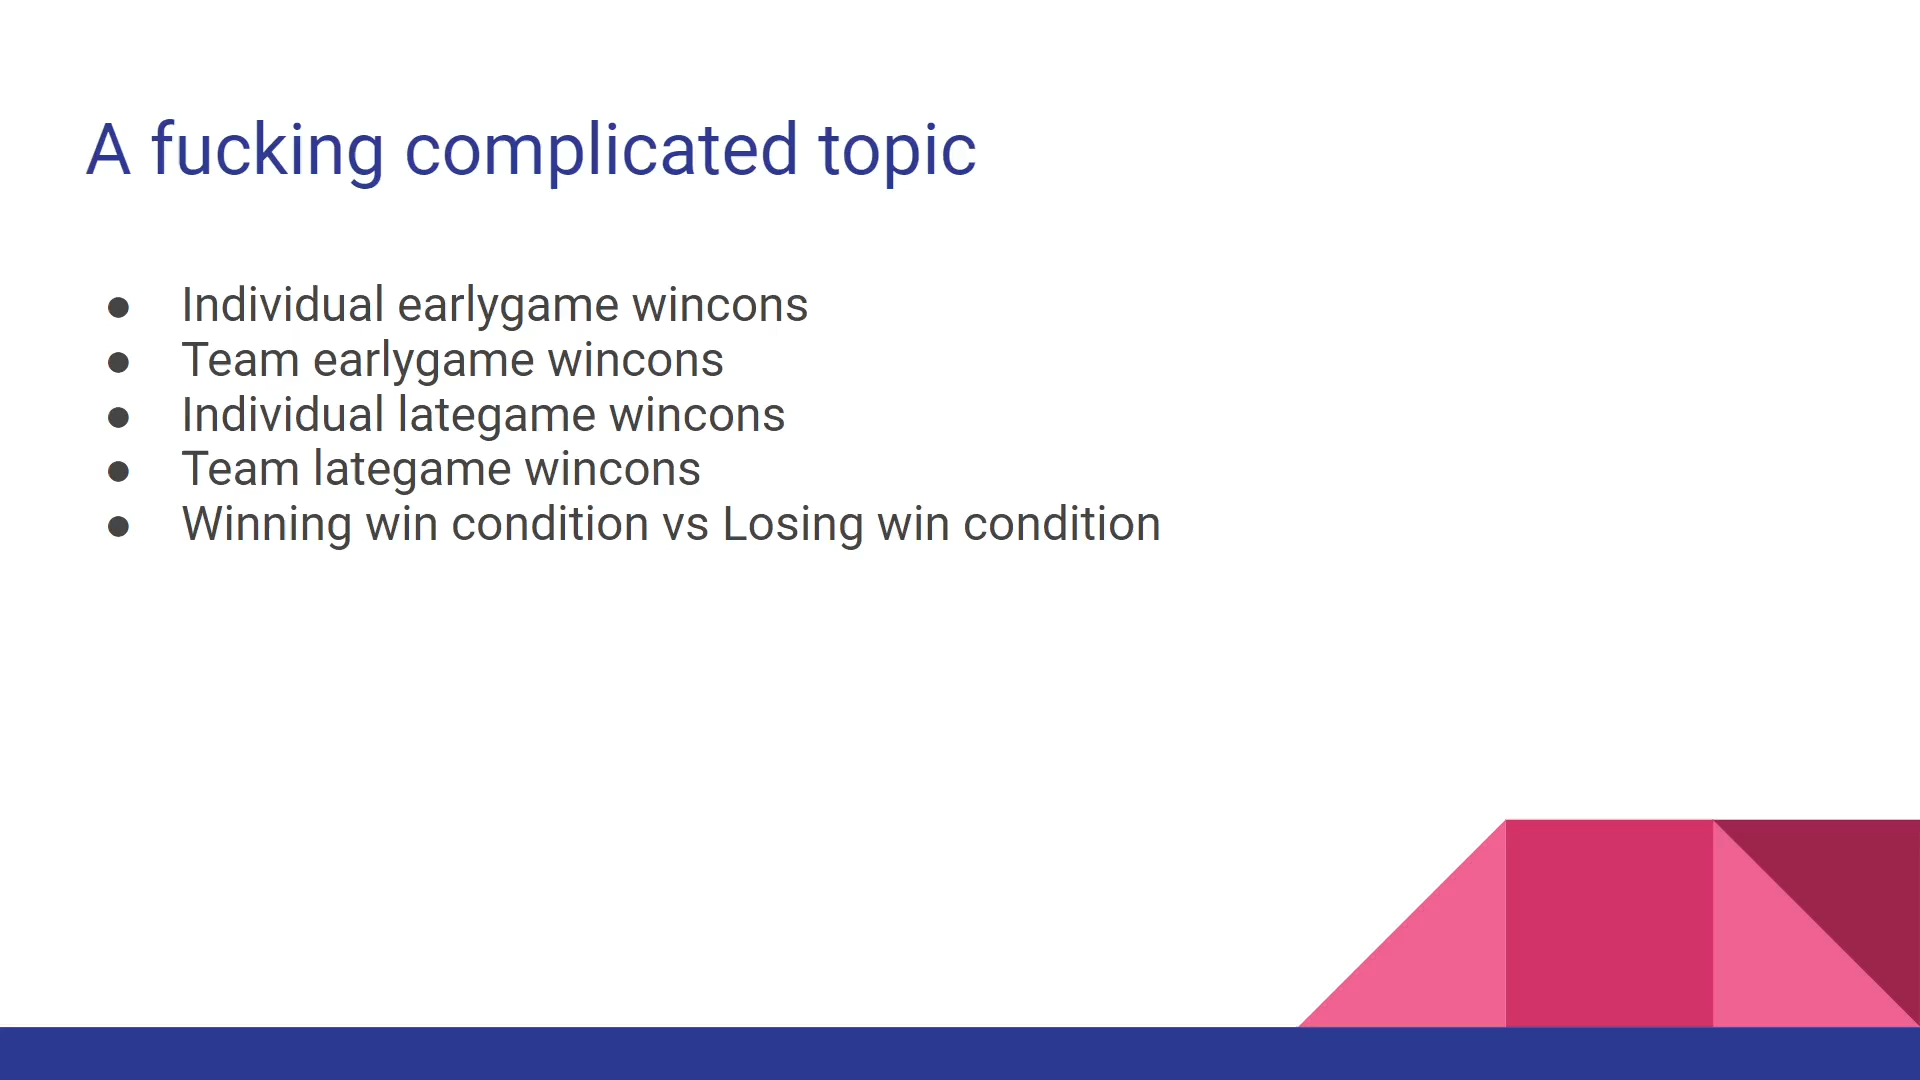 A fucking complicated topic
● Individual earlygame wincons
● Team earlygame wincons
● Individual lategame wincons
● Team lategame wincons
● Winning win condition vs Losing win condition